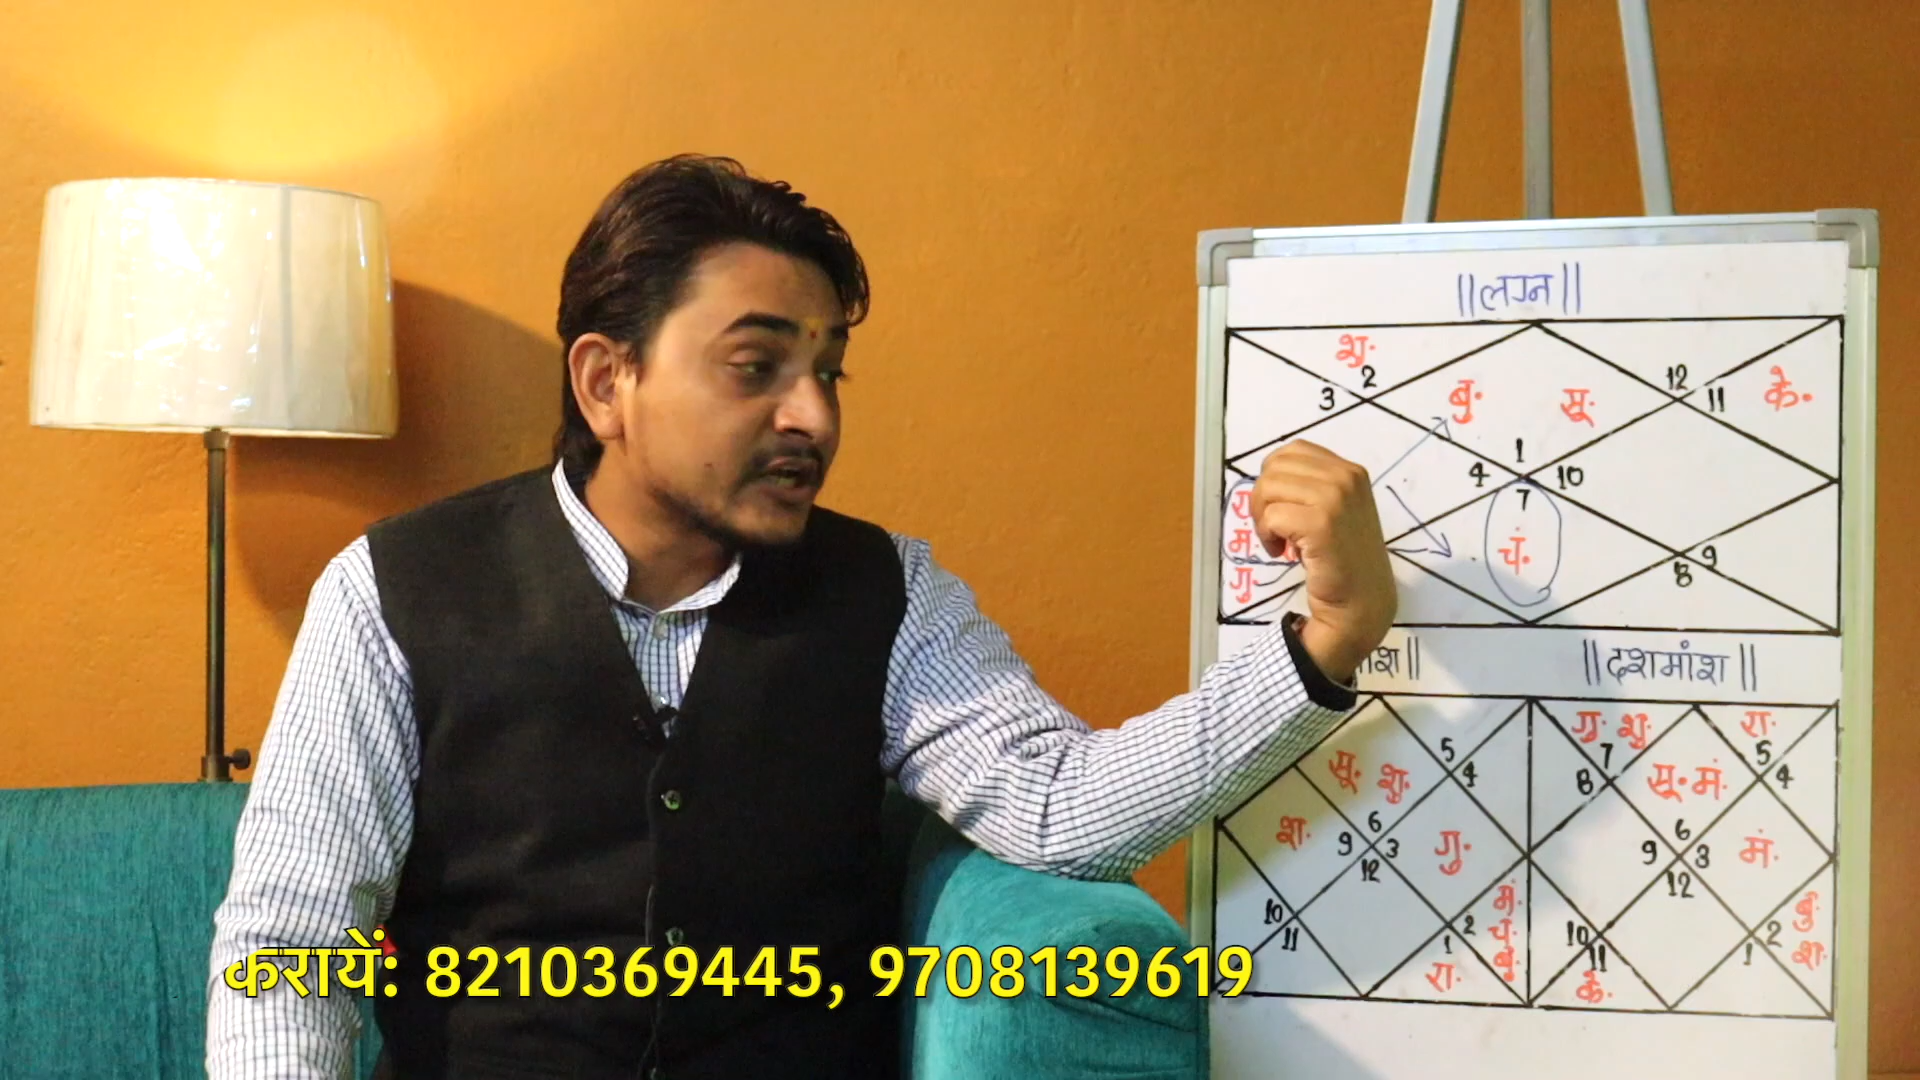 ||लग्न||
शु.
2
12
3
बु.
सू.
11
के.
1
4
10
7
रा
मं.
चं.
गु.
9
8
||
||दशमांश||
सू. शु.
5
4
श.
6
9
3
12
गु.
10
11
2
1
मं.
चं.
बु.
रा.
गु. शु.
7
रा.
5
8
सू. मं.
4
6
9
3
12
मं.
10
11
के.
2
1
बु.
श.
करायें: 8210369445, 9708139619